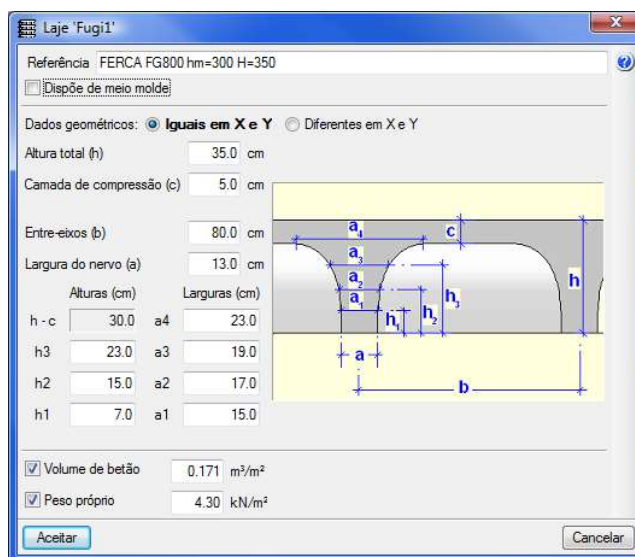 Laje 'Fugi1'
Referência FERCA FG800 hm=300 H=350
Dispõe de meio molde
Dados geométricos: Iguais em X e Y Diferentes em X e Y
Altura total (h) 35.0 cm
Camada de compressão (c) 5.0 cm
Entre-eixos (b) 80.0 cm
Largura do nervo (a) 13.0 cm
Alturas (cm) Larguras (cm)
h - c 30.0 a4 23.0
h3 23.0 a3 19.0
h2 15.0 a2 17.0
h1 7.0 a1 15.0
a4
c
a3
h
a2
h3
a1
h1
h2
a
b
Volume de betão 0.171 m³/m²
Peso próprio 4.30 kN/m²
Aceitar Cancelar